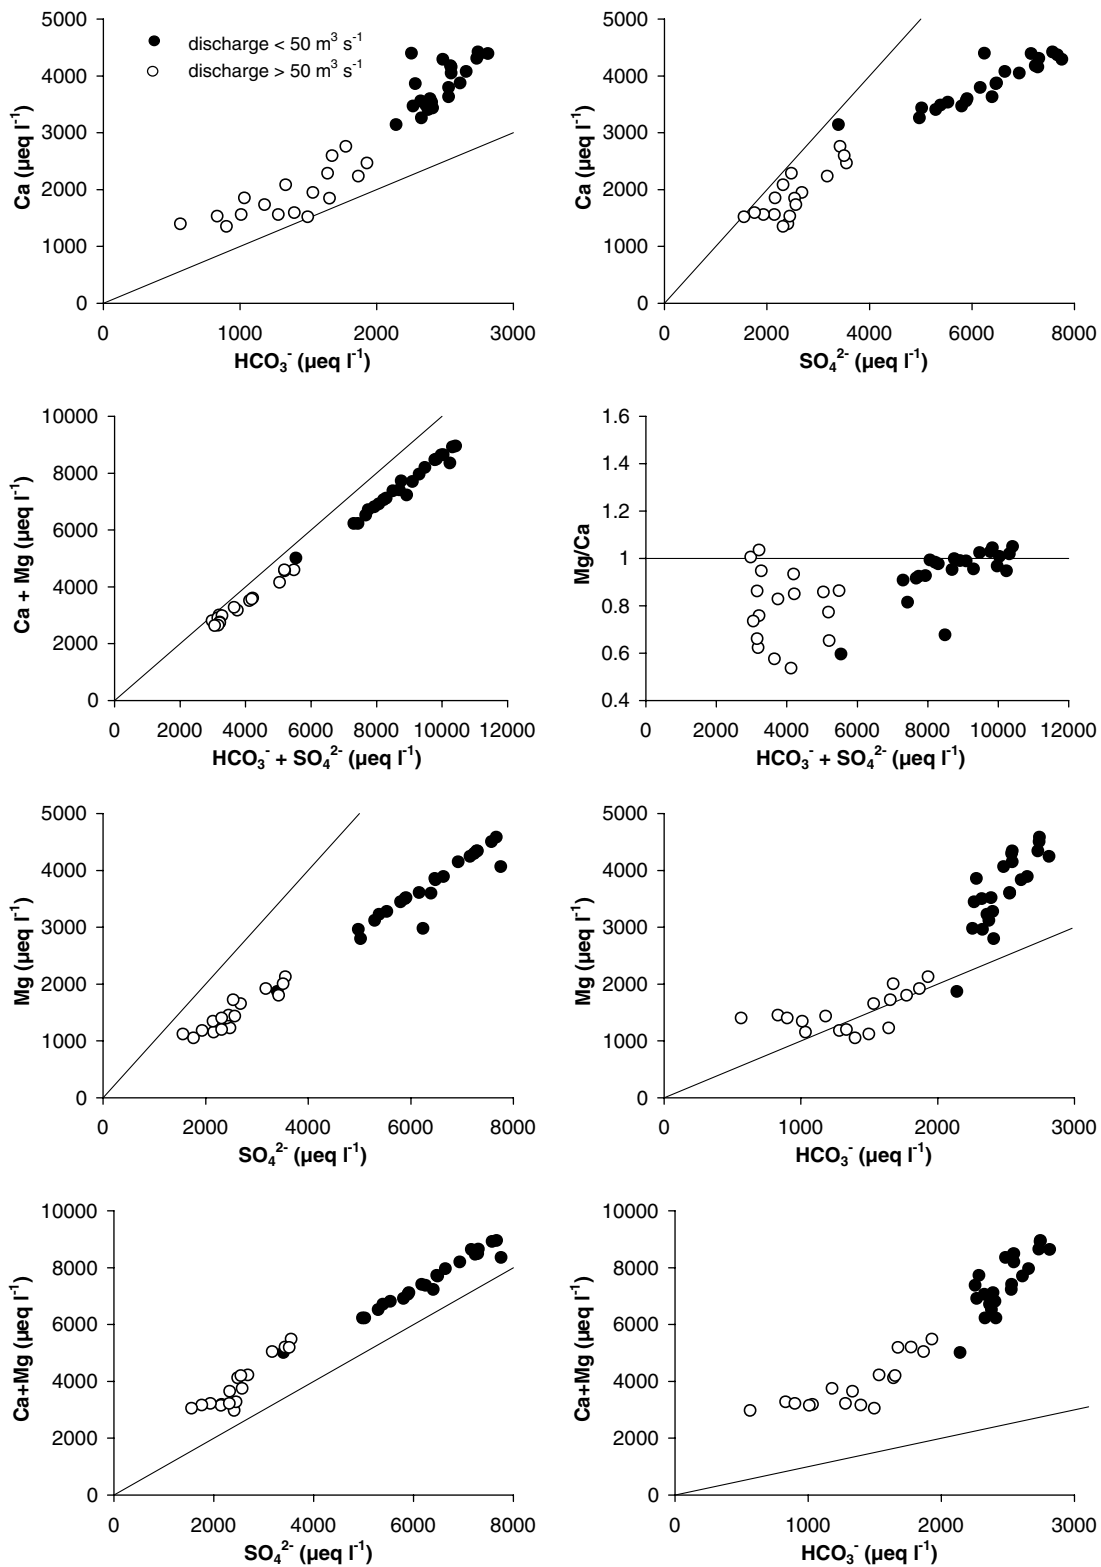 5000
4000
3000
2000
1000
0
Ca (µeq l⁻¹)
● discharge < 50 m³ s⁻¹
○ discharge > 50 m³ s⁻¹
0 1000 2000 3000
HCO₃⁻ (µeq l⁻¹)
5000
4000
3000
2000
1000
0
Ca (µeq l⁻¹)
0 2000 4000 6000 8000
SO₄²⁻ (µeq l⁻¹)
10000
8000
6000
4000
2000
0
Ca + Mg (µeq l⁻¹)
0 2000 4000 6000 8000 10000 12000
HCO₃⁻ + SO₄²⁻ (µeq l⁻¹)
1.6
1.4
1.2
1
0.8
0.6
0.4
Mg/Ca
0 2000 4000 6000 8000 10000 12000
HCO₃⁻ + SO₄²⁻ (µeq l⁻¹)
5000
4000
3000
2000
1000
0
Mg (µeq l⁻¹)
0 2000 4000 6000 8000
SO₄²⁻ (µeq l⁻¹)
5000
4000
3000
2000
1000
0
Mg (µeq l⁻¹)
0 1000 2000 3000
HCO₃⁻ (µeq l⁻¹)
10000
8000
6000
4000
2000
0
Ca+Mg (µeq l⁻¹)
0 2000 4000 6000 8000
SO₄²⁻ (µeq l⁻¹)
10000
8000
6000
4000
2000
0
Ca+Mg (µeq l⁻¹)
0 1000 2000 3000
HCO₃⁻ (µeq l⁻¹)